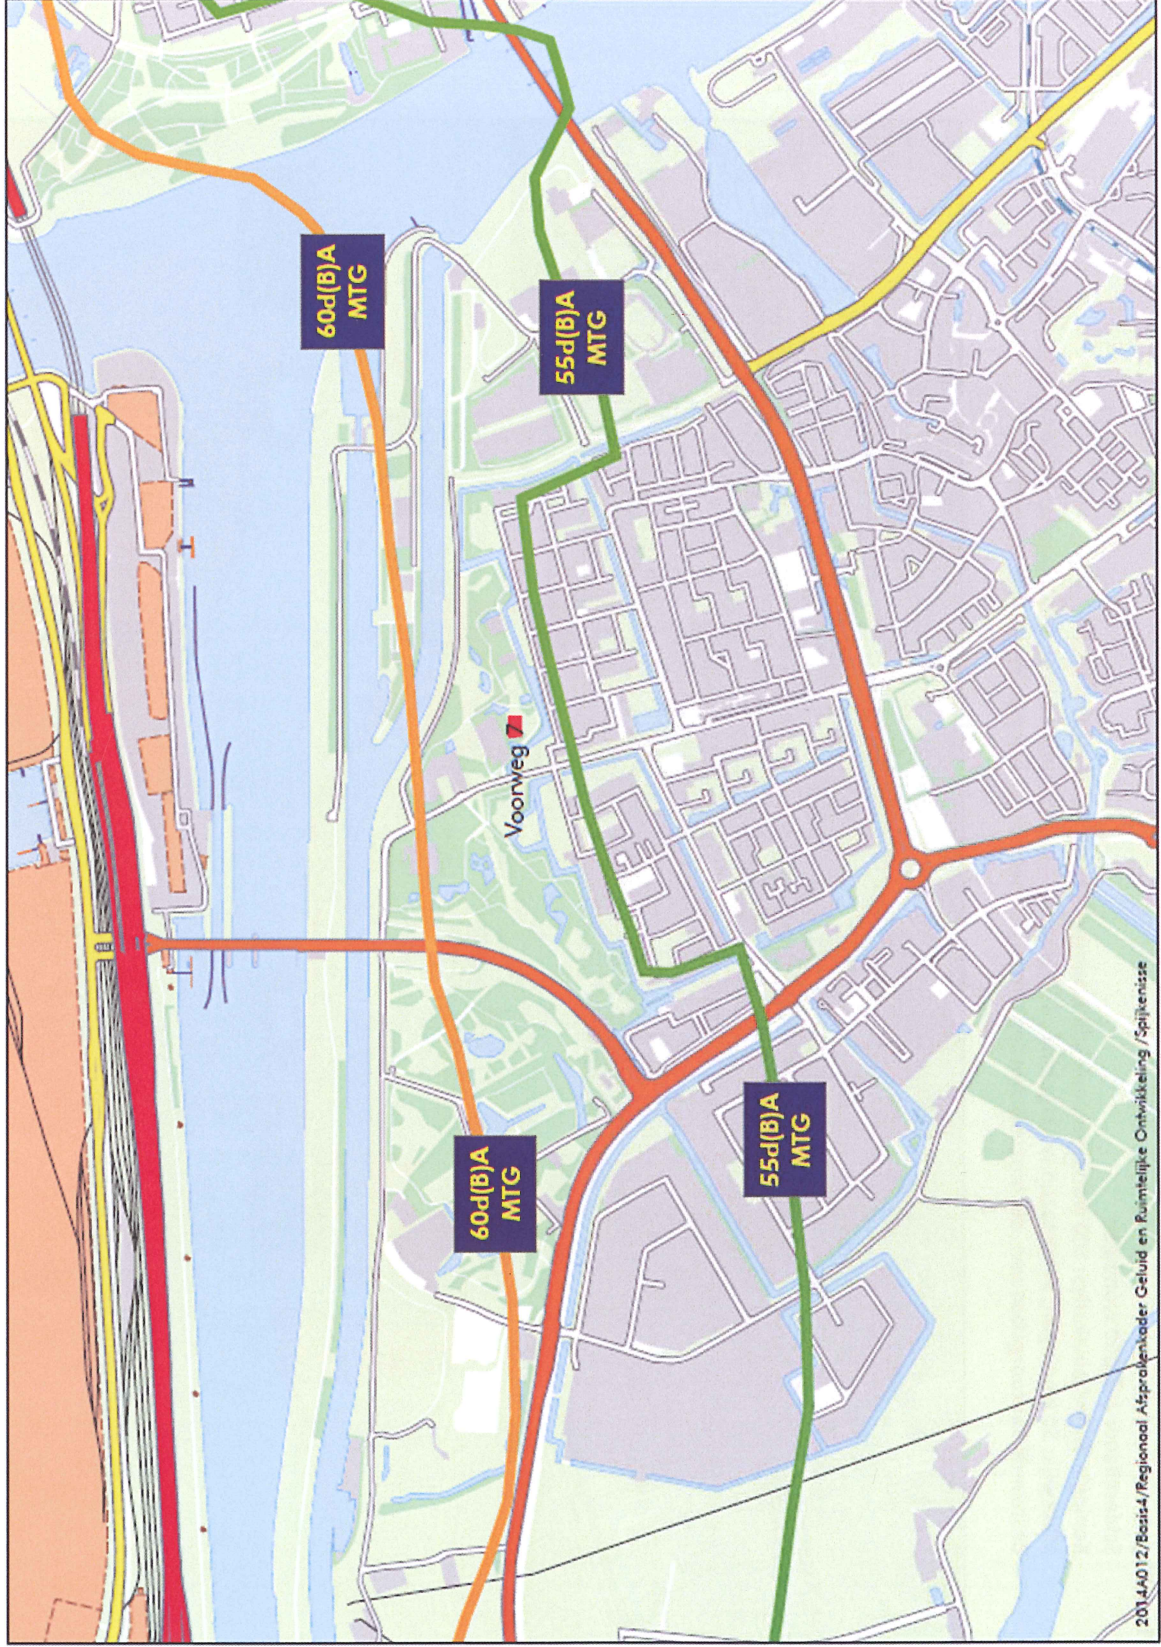 60d(B)A
MTG
55d(B)A
MTG
Voorweg 7
60d(B)A
MTG
55d(B)A
MTG
2014A012/Basis4/Regionaal Afsprakenkader Geluid en Ruimtelijke Ontwikkeling /Spijkenisse